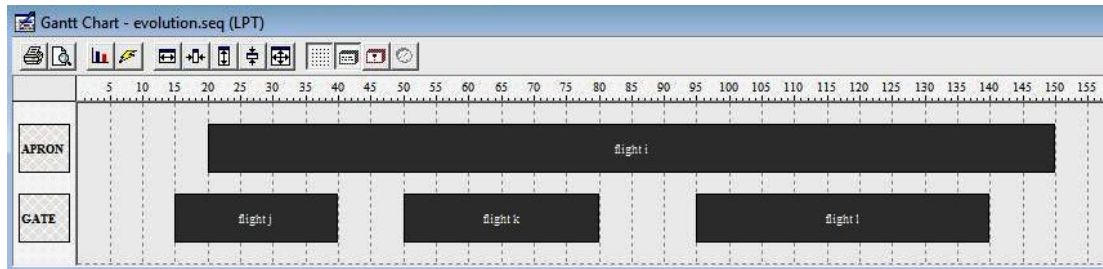 Gantt Chart - evolution.seq (LPT)
5 10 15 20 25 30 35 40 45 50 55 60 65 70 75 80 85 90 95 100 105 110 115 120 125 130 135 140 145 150 155
APRON
flight i
GATE
flight j flight k flight l